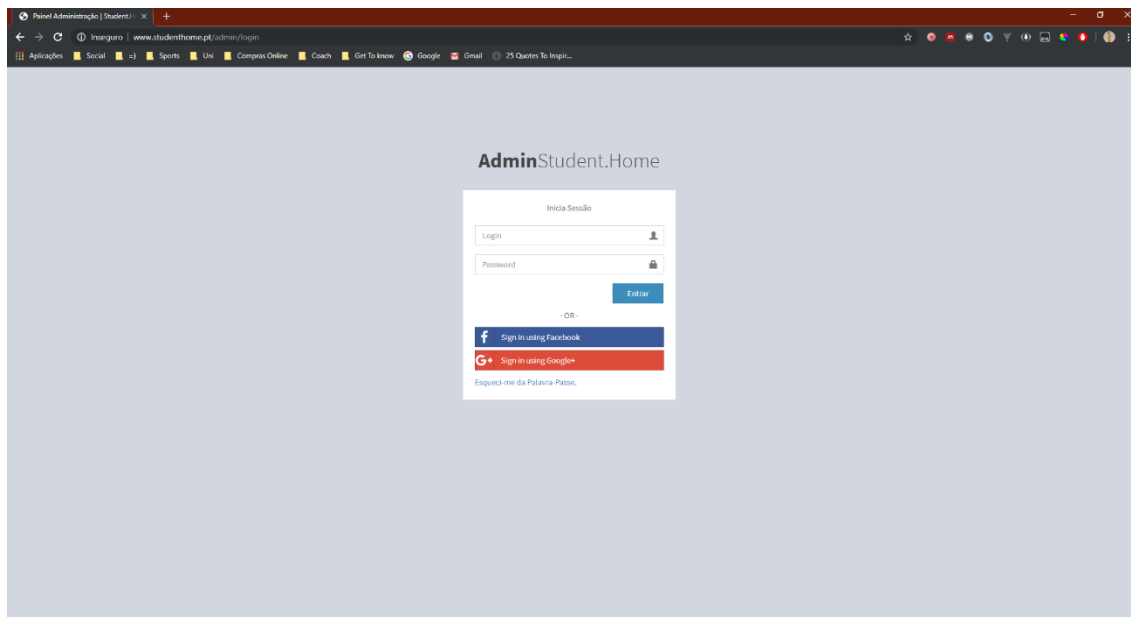 Painel Administração | Student.H
Inseguro | www.studenthome.pt/admin/login
Aplicações Social =) Sports Uni Compras Online Coach Get To know Google Gmail 25 Quotes To Inspir...
AdminStudent.Home
Inicia Sessão
Login
Password
Entrar
- OR -
Sign in using Facebook
G+ Sign in using Google+
Esqueci-me da Palavra-Passe.